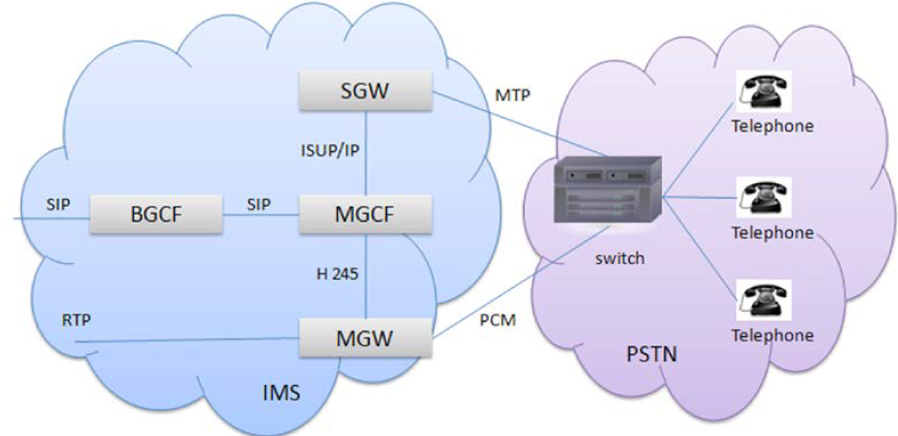 SGW
MTP
Telephone
ISUP/IP
SIP
BGCF
SIP
MGCF
Telephone
switch
H 245
RTP
MGW
PCM
Telephone
PSTN
IMS